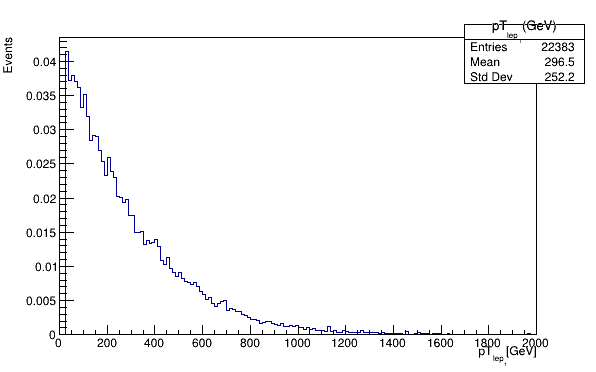 pT_lep_1 (GeV)
Entries 22383
Mean 296.5
Std Dev 252.2
Events
0.04
0.035
0.03
0.025
0.02
0.015
0.01
0.005
0
0 200 400 600 800 1000 1200 1400 1600 1800 2000
pT_lep_1[GeV]